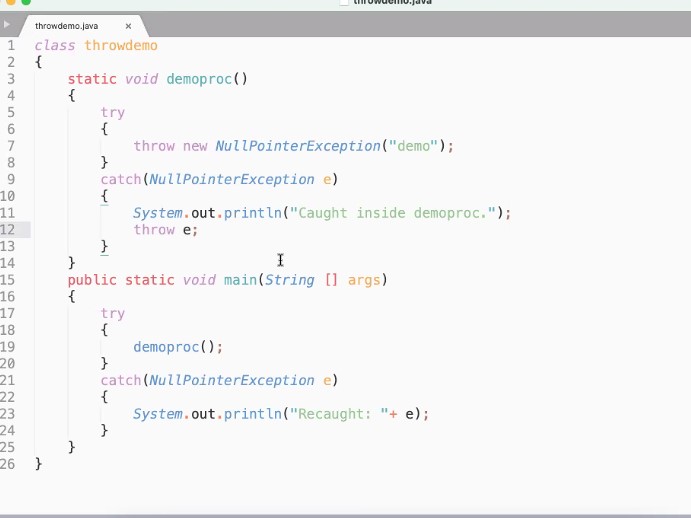 throwdemo.java
throwdemo.java ×
1 class throwdemo
2 {
3 static void demoproc()
4 {
5 try
6 {
7 throw new NullPointerException("demo");
8 }
9 catch(NullPointerException e)
10 {
11 System.out.println("Caught inside demoproc.");
12 throw e;
13 }
14 }
15 public static void main(String [] args)
16 {
17 try
18 {
19 demoproc();
20 }
21 catch(NullPointerException e)
22 {
23 System.out.println("Recaught: "+ e);
24 }
25 }
26 }